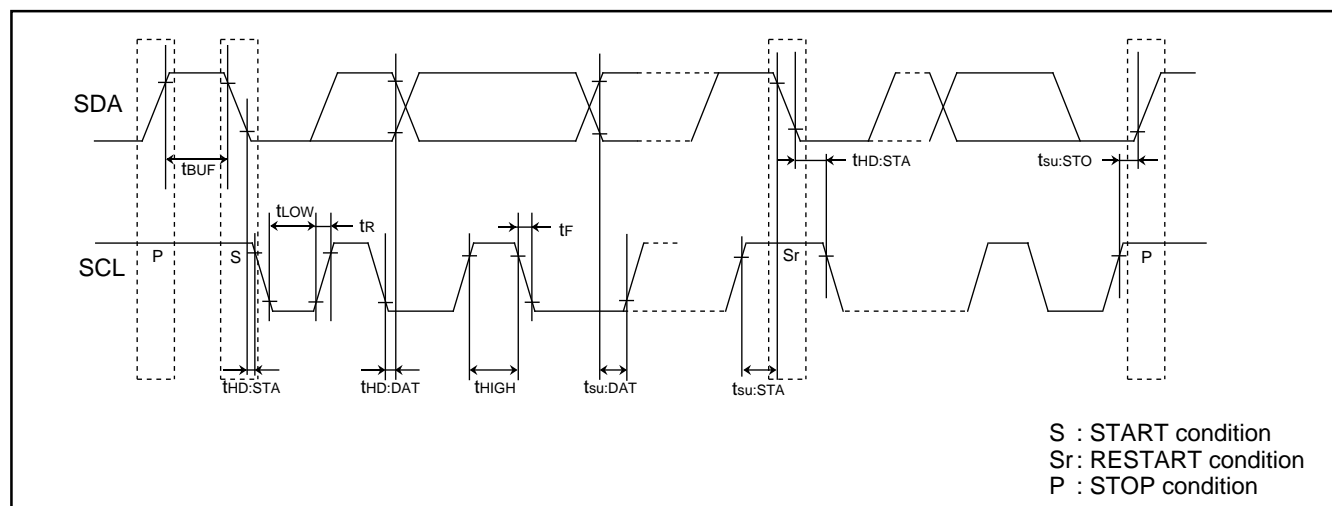 SDA
tBUF
tHD:STA
tsu:STO
tLOW
tR
tF
SCL
P
S
Sr
P
tHD:STA
tHD:DAT
tHIGH
tsu:DAT
tsu:STA
S : START condition
Sr: RESTART condition
P : STOP condition